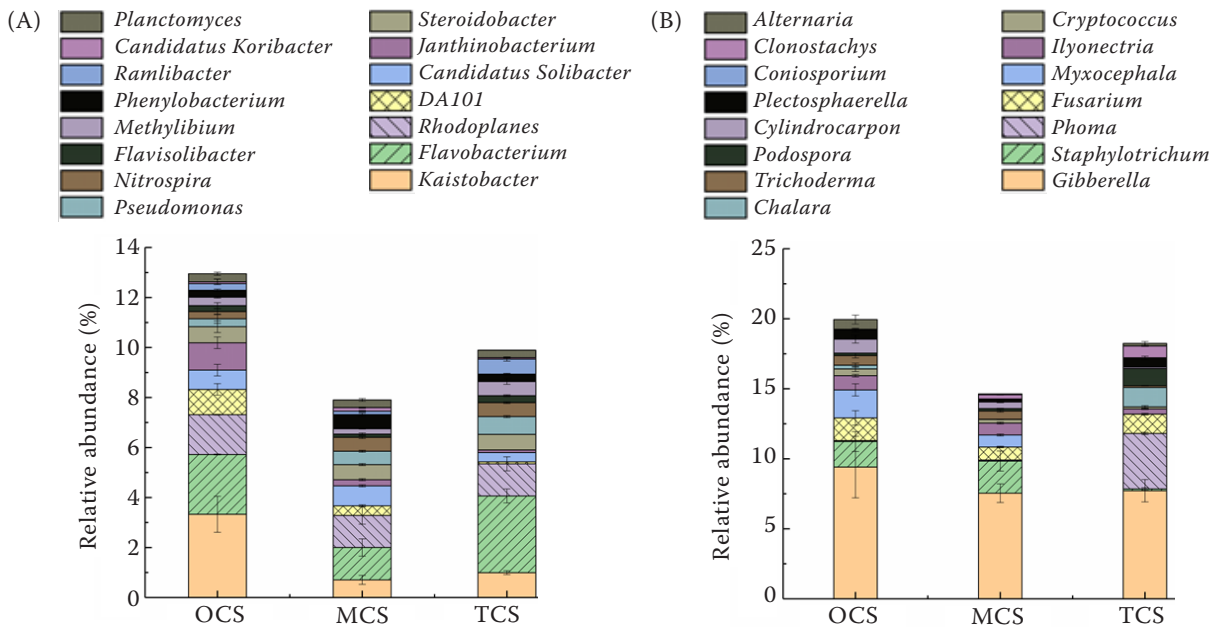 (A)
Planctomyces
Steroidobacter
Candidatus Koribacter
Janthinobacterium
Ramlibacter
Candidatus Solibacter
Phenylobacterium
DA101
Methylibium
Rhodoplanes
Flavisolibacter
Flavobacterium
Nitrospira
Kaistobacter
Pseudomonas
14
12
10
8
6
4
2
0
Relative abundance (%)
OCS MCS TCS
(B)
Alternaria
Cryptococcus
Clonostachys
Ilyonectria
Coniosporium
Myxocephala
Plectosphaerella
Fusarium
Cylindrocarpon
Phoma
Podospora
Staphylotrichum
Trichoderma
Gibberella
Chalara
25
20
15
10
5
0
Relative abundance (%)
OCS MCS TCS